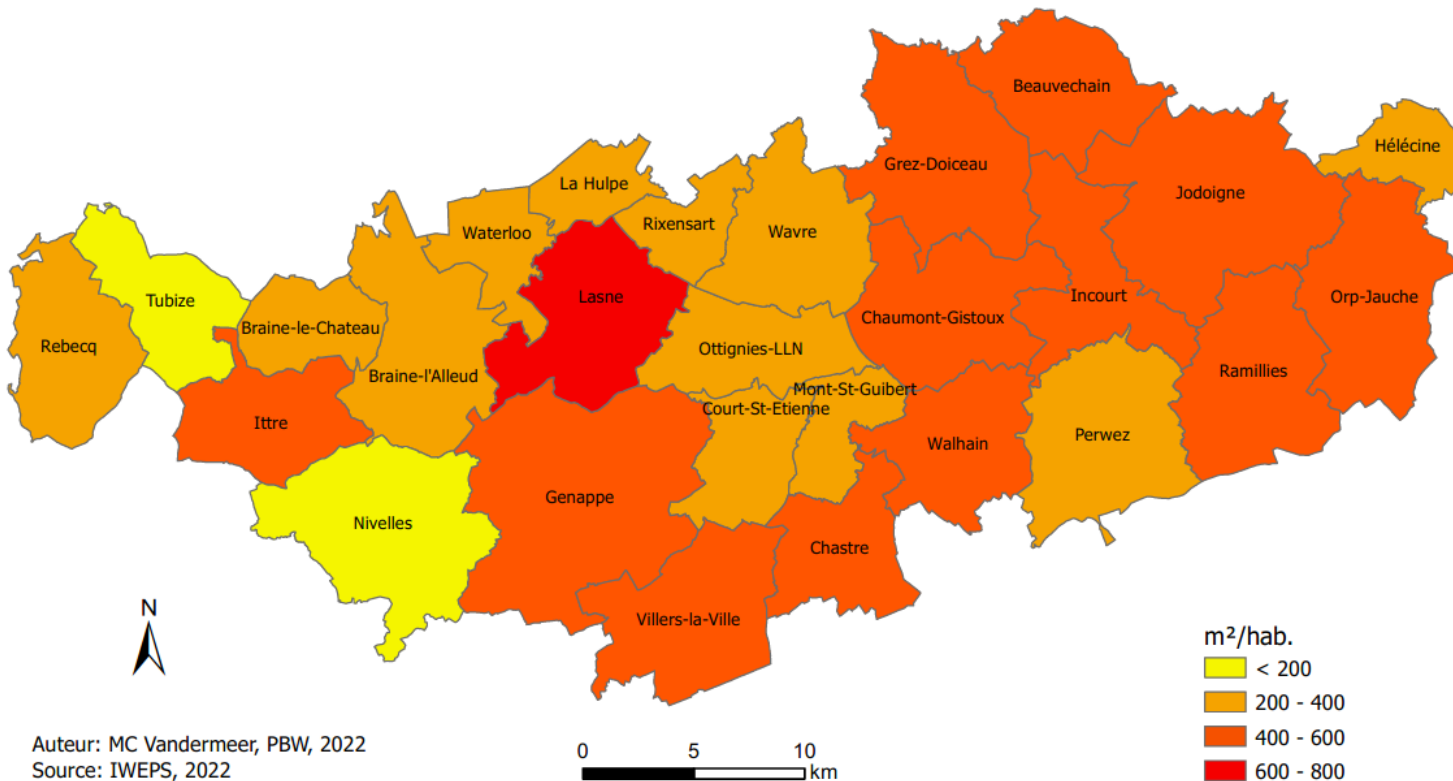 Beauvechain
Hélécine
Grez-Doiceau
La Hulpe
Jodoigne
Rixensart
Waterloo
Wavre
Lasne
Tubize
Incourt
Orp-Jauche
Chaumont-Gistoux
Braine-le-Chateau
Rebecq
Ottignies-LLN
Ramillies
Braine-l'Alleud
Mont-St-Guibert
Court-St-Etienne
Ittre
Perwez
Walhain
Genappe
Nivelles
Chastre
Villers-la-Ville
N
m²/hab.
< 200
200 - 400
400 - 600
600 - 800
Auteur: MC Vandermeer, PBW, 2022
Source: IWEPS, 2022
0 5 10
km